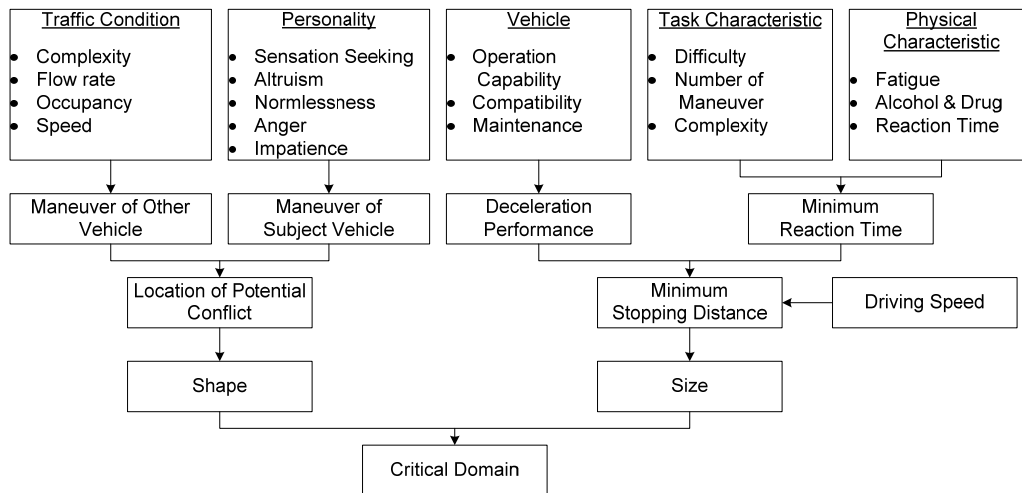 Traffic Condition
• Complexity
• Flow rate
• Occupancy
• Speed
Personality
• Sensation Seeking
• Altruism
• Normlessness
• Anger
• Impatience
Vehicle
• Operation
Capability
• Compatibility
• Maintenance
Task Characteristic
• Difficulty
• Number of
Maneuver
• Complexity
Physical
Characteristic
• Fatigue
• Alcohol & Drug
• Reaction Time
Maneuver of Other
Vehicle
Maneuver of
Subject Vehicle
Deceleration
Performance
Minimum
Reaction Time
Location of Potential
Conflict
Minimum
Stopping Distance
Driving Speed
Shape
Size
Critical Domain